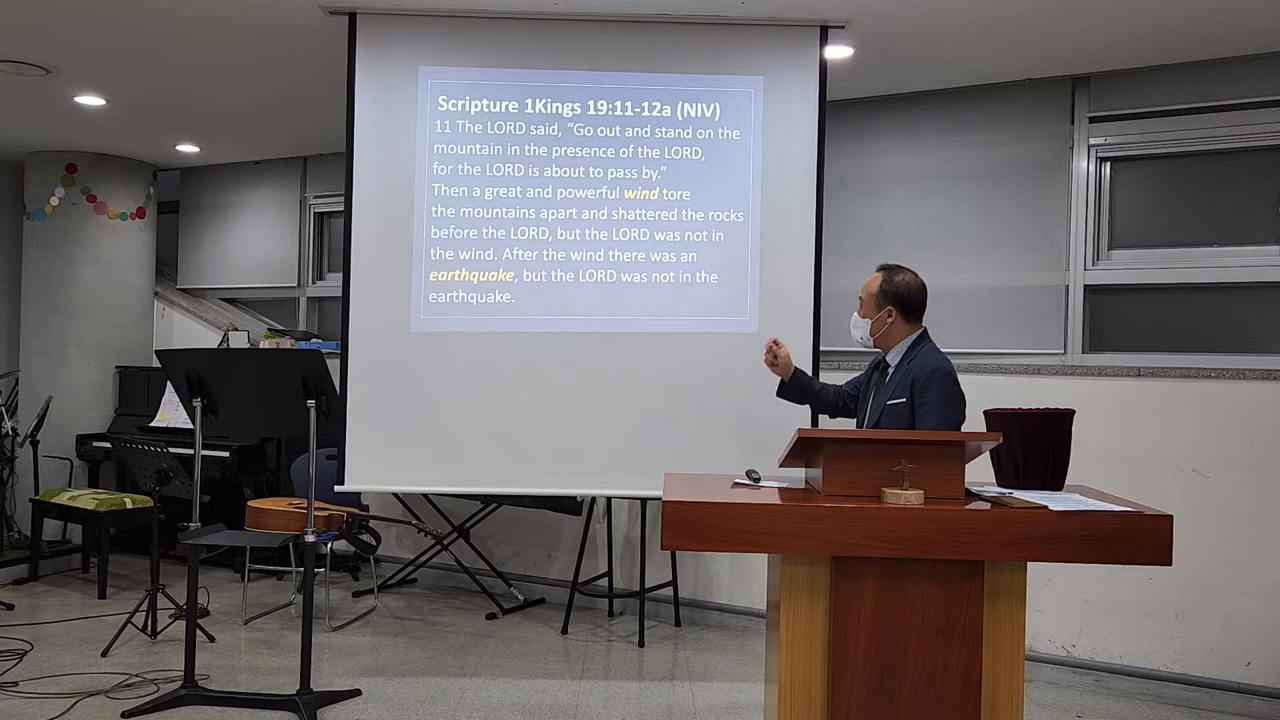 Scripture 1Kings 19:11-12a (NIV)
11 The LORD said, “Go out and stand on the
mountain in the presence of the LORD,
for the LORD is about to pass by.”
Then a great and powerful wind tore
the mountains apart and shattered the rocks
before the LORD, but the LORD was not in
the wind. After the wind there was an
earthquake, but the LORD was not in the
earthquake.